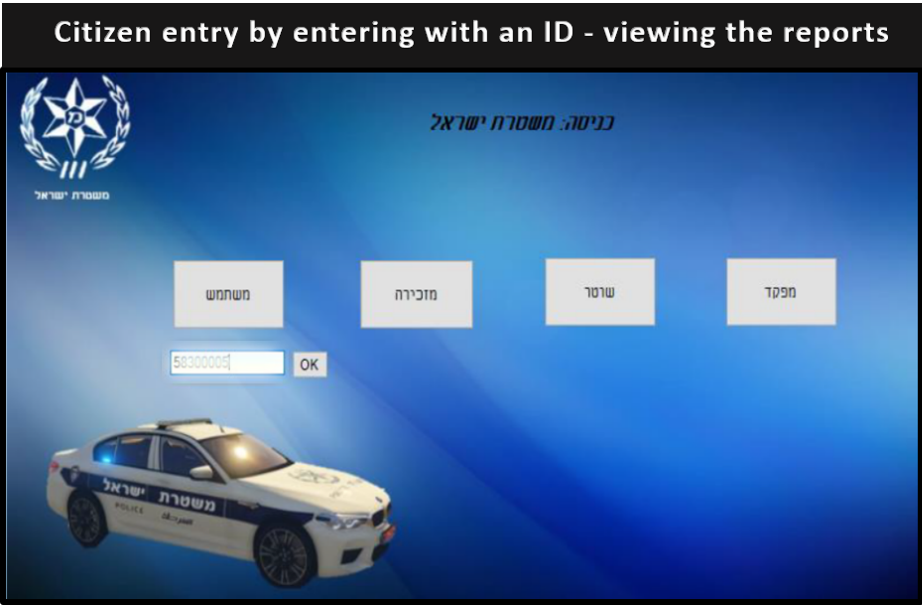 Citizen entry by entering with an ID - viewing the reports
כניסה: משטרת ישראל
משטרת ישראל
מפקד
שוטר
מזכירה
משתמש
58300005
OK
משטרת ישראל
POLICE